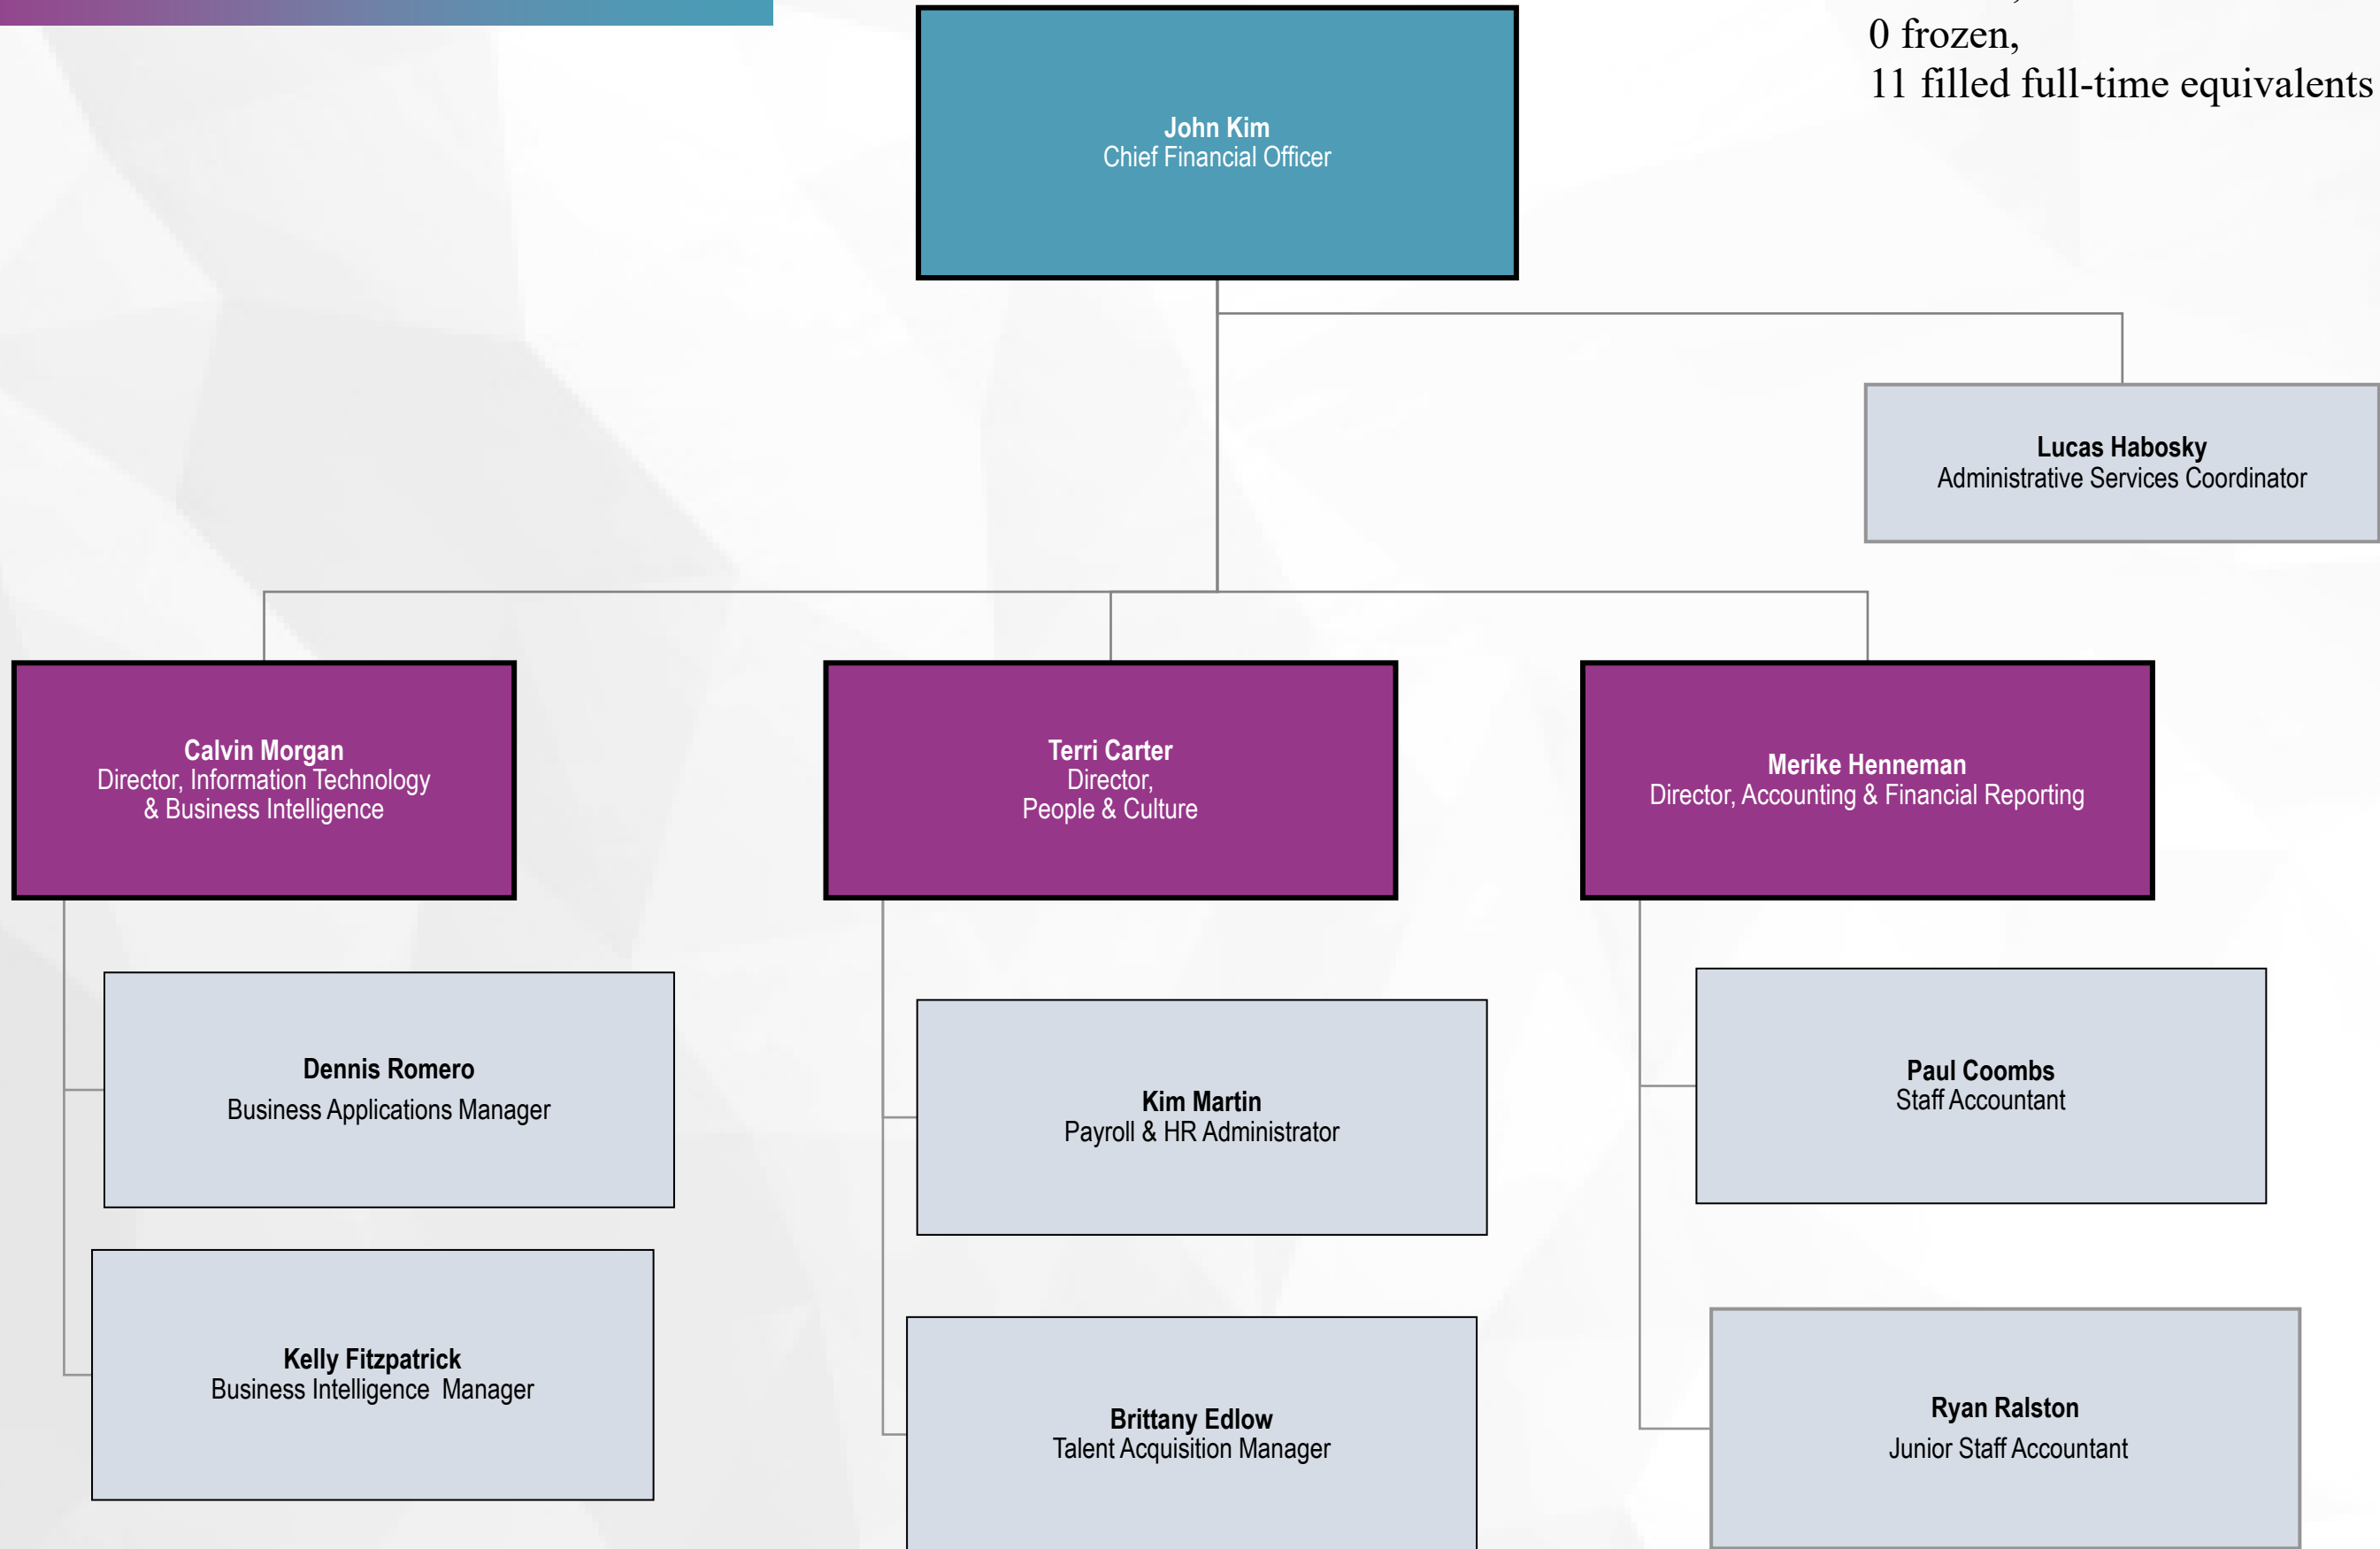 0 frozen,
11 filled full-time equivalents
John Kim
Chief Financial Officer
Lucas Habosky
Administrative Services Coordinator
Calvin Morgan
Director, Information Technology
& Business Intelligence
Terri Carter
Director,
People & Culture
Merike Henneman
Director, Accounting & Financial Reporting
Dennis Romero
Business Applications Manager
Kelly Fitzpatrick
Business Intelligence  Manager
Kim Martin
Payroll & HR Administrator
Brittany Edlow
Talent Acquisition Manager
Paul Coombs
Staff Accountant
Ryan Ralston
Junior Staff Accountant